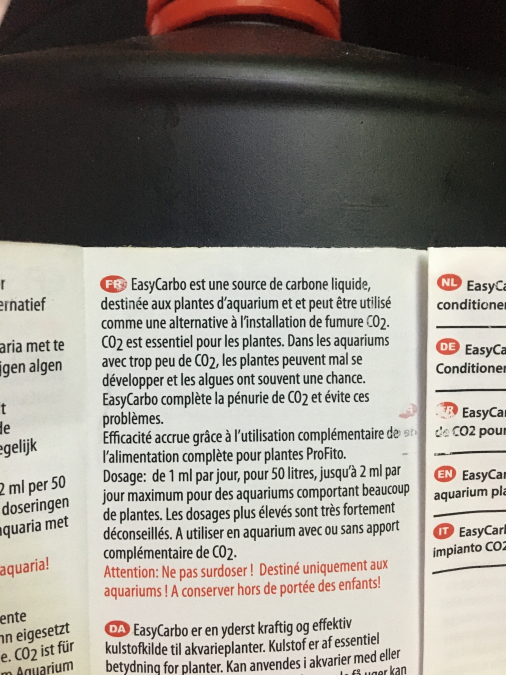 r
ernatief
aria met te
jgen algen
t
de
egelijk
2 ml per 50
doseringen
aquaria met
aquaria!
ente
nn eigesetzt
e. CO2 ist für
m Aquarium
FR EasyCarbo est une source de carbone liquide,
destinée aux plantes d'aquarium et et peut être utilisé
comme une alternative à l'installation de fumure CO2.
CO2 est essentiel pour les plantes. Dans les aquariums
avec trop peu de CO2, les plantes peuvent mal se
développer et les algues ont souvent une chance.
EasyCarbo complète la pénurie de CO2 et évite ces
problèmes.
Efficacité accrue grâce à l'utilisation complémentaire de
l'alimentation complète pour plantes ProFito.
Dosage: de 1 ml par jour, pour 50 litres, jusqu'à 2 ml par
jour maximum pour des aquariums comportant beaucoup
de plantes. Les dosages plus élevés sont très fortement
déconseillés. A utiliser en aquarium avec ou sans apport
complémentaire de CO2.
Attention: Ne pas surdoser ! Destiné uniquement aux
aquariums ! A conserver hors de portée des enfants!
DA EasyCarbo er en yderst kraftig og effektiv
kulstofkilde til akvarieplanter. Kulstof er af essentiel
betydning for planter. Kan anvendes i akvarier med eller
NL EasyCa
conditioner
DE EasyCa
Conditioner
FR EasyCar
de CO2 pour
EN EasyCar
aquarium pla
IT EasyCarb
impianto CO2